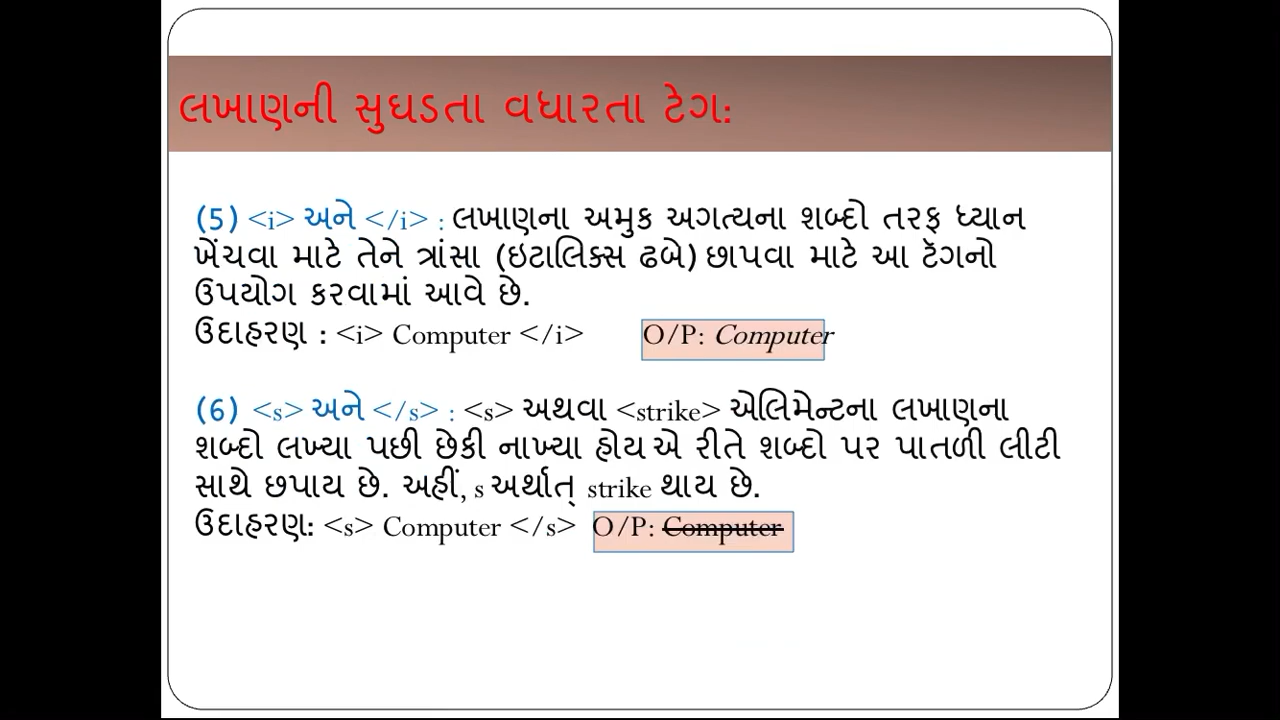 લખાણની સુઘડતા વધારતા ટેગ:
(5) <i> અને </i> : લખાણના અમુક અગત્યના શબ્દો તરફ ધ્યાન
ખેંચવા માટે તેને ત્રાંસા (ઇટાલિક્સ ઢબે) છાપવા માટે આ ટૅગનો
ઉપયોગ કરવામાં આવે છે.
ઉદાહરણ : <i> Computer </i> O/P: Computer
(6) <s> અને </s> : <s> અથવા <strike> એલિમેન્ટના લખાણના
શબ્દો લખ્યા પછી છેકી નાખ્યા હોય એ રીતે શબ્દો પર પાતળી લીટી
સાથે છપાય છે. અહીં, s અર્થાત્ strike થાય છે.
ઉદાહરણ: <s> Computer </s> O/P: Computer